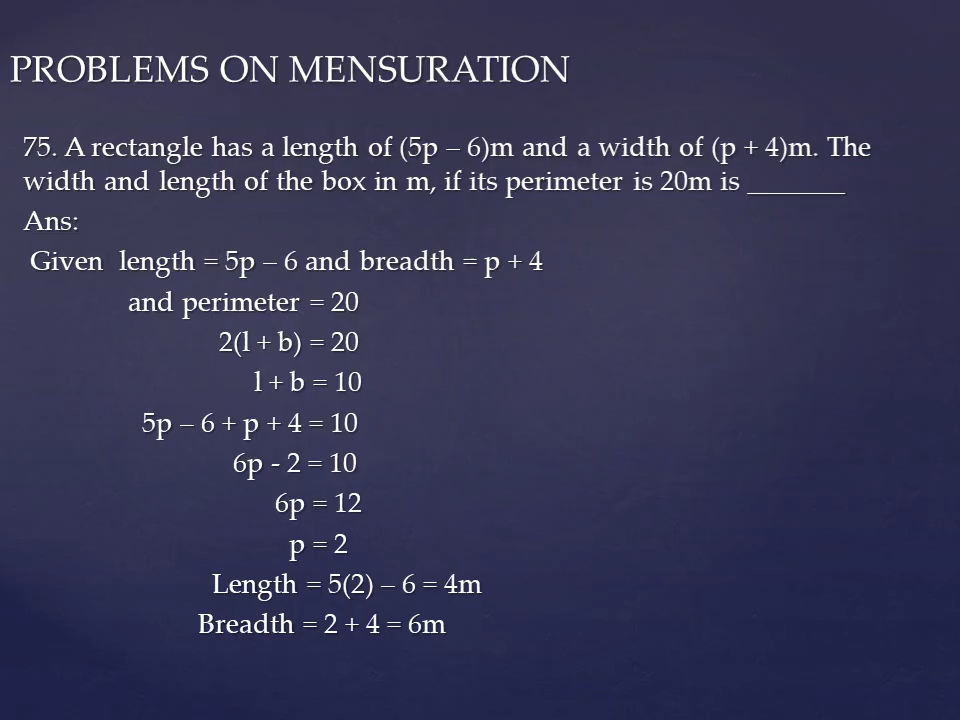 PROBLEMS ON MENSURATION
75. A rectangle has a length of (5p – 6)m and a width of (p + 4)m. The
width and length of the box in m, if its perimeter is 20m is _______
Ans:
Given length = 5p – 6 and breadth = p + 4
and perimeter = 20
2(l + b) = 20
l + b = 10
5p – 6 + p + 4 = 10
6p - 2 = 10
6p = 12
p = 2
Length = 5(2) – 6 = 4m
Breadth = 2 + 4 = 6m